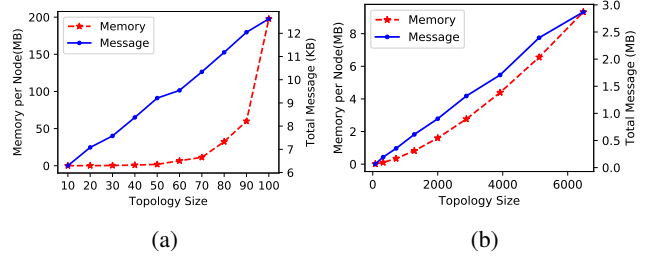 Memory
Message
Memory per Node(MB)
200
150
100
50
0
Total Message (KB)
12
11
10
9
8
7
6
10 20 30 40 50 60 70 80 90 100
Topology Size
(a)
Memory
Message
Memory per Node(MB)
8
6
4
2
0
Total Message (MB)
3.0
2.5
2.0
1.5
1.0
0.5
0.0
0 2000 4000 6000
Topology Size
(b)